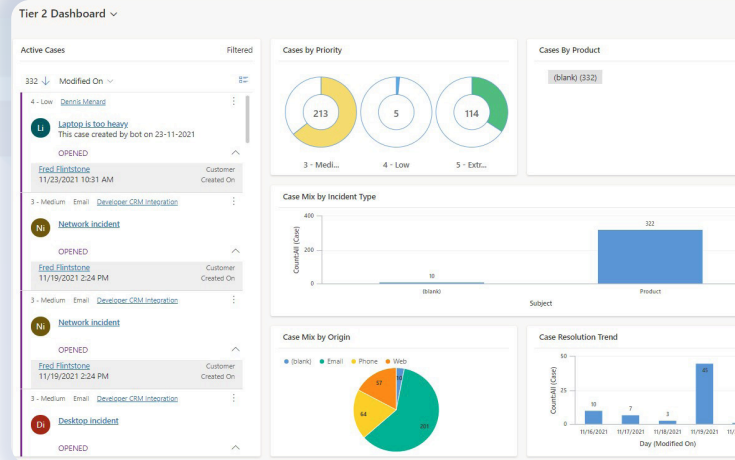 Tier 2 Dashboard
Active Cases Filtered
332 Modified On
4 - Low Dennis Menard
Li
Laptop is too heavy
This case created by bot on 23-11-2021
OPENED
Fred Flintstone Customer
11/23/2021 10:31 AM Created On
3 - Medium Email Developer CRM Integration
Ni
Network incident
OPENED
Fred Flintstone Customer
11/19/2021 2:24 PM Created On
3 - Medium Email Developer CRM Integration
Ni
Network incident
OPENED
Fred Flintstone Customer
11/19/2021 2:24 PM Created On
3 - Medium Email Developer CRM Integration
Di
Desktop incident
OPENED
Cases by Priority
213 5 114
3 - Medi... 4 - Low 5 - Extr...
Cases By Product
(blank) (332)
Case Mix by Incident Type
Count:All (Case)
400
200
0
10
322
(blank) Product
Subject
Case Mix by Origin
(blank) Email Phone Web
57
10
64
201
Case Resolution Trend
Count:All (Case)
50
25
0
10
7
3
45
11/16/2021 11/17/2021 11/18/2021 11/19/2021 11/
Day (Modified On)